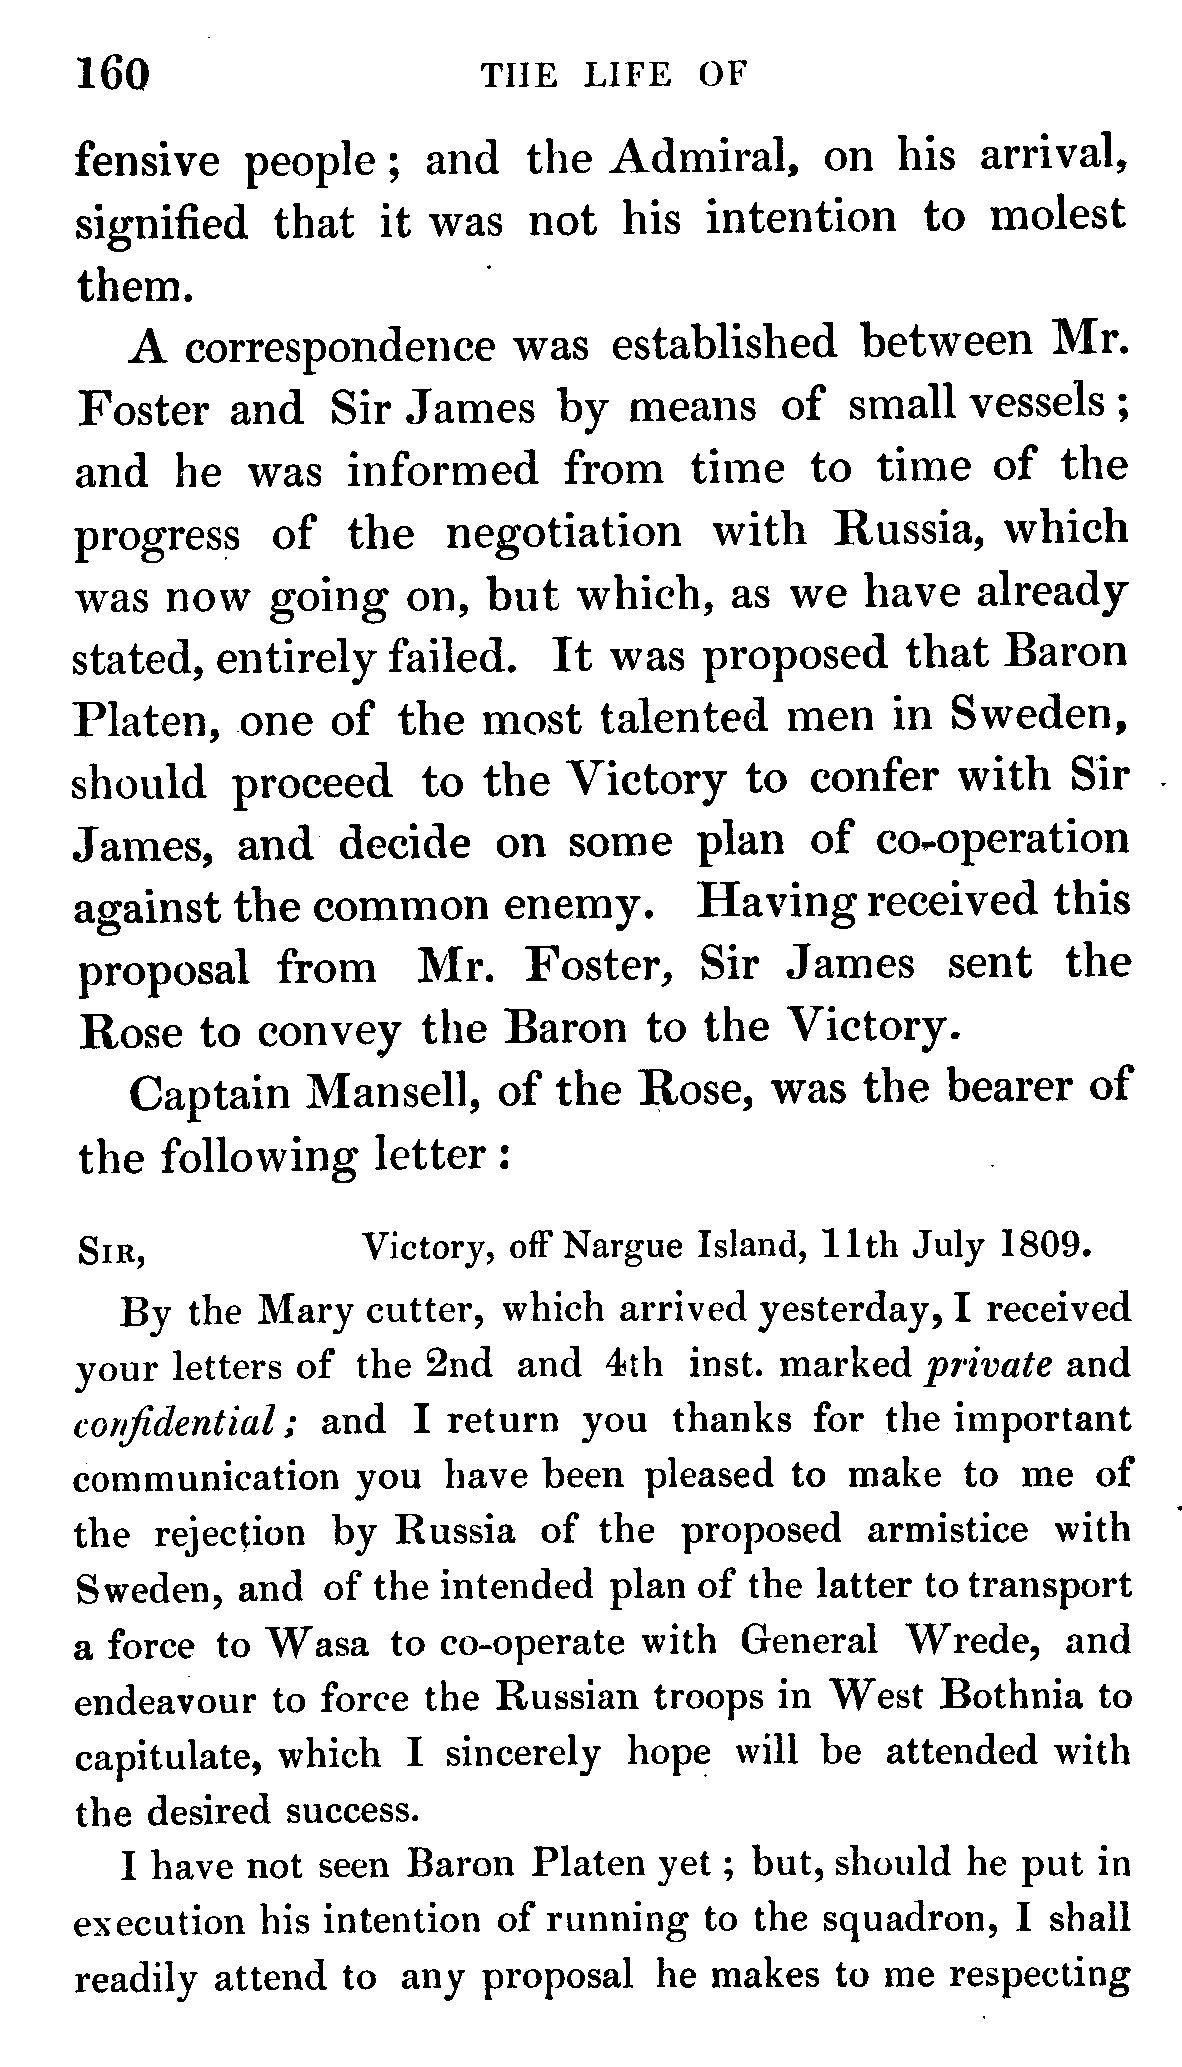 160 THE LIFE OF
fensive people ; and the Admiral, on his arrival,
signified that it was not his intention to molest
them.
A correspondence was established between Mr.
Foster and Sir James by means of small vessels ;
and he was informed from time to time of the
progress of the negotiation with Russia, which
was now going on, but which, as we have already
stated, entirely failed. It was proposed that Baron
Platen, one of the most talented men in Sweden,
should proceed to the Victory to confer with Sir
James, and decide on some plan of co-operation
against the common enemy. Having received this
proposal from Mr. Foster, Sir James sent the
Rose to convey the Baron to the Victory.
Captain Mansell, of the Rose, was the bearer of
the following letter :
SIR, Victory, off Nargue Island, 11th July 1809.
By the Mary cutter, which arrived yesterday, I received
your letters of the 2nd and 4th inst. marked private and
confidential ; and I return you thanks for the important
communication you have been pleased to make to me of
the rejection by Russia of the proposed armistice with
Sweden, and of the intended plan of the latter to transport
a force to Wasa to co-operate with General Wrede, and
endeavour to force the Russian troops in West Bothnia to
capitulate, which I sincerely hope will be attended with
the desired success.
I have not seen Baron Platen yet ; but, should he put in
execution his intention of running to the squadron, I shall
readily attend to any proposal he makes to me respecting